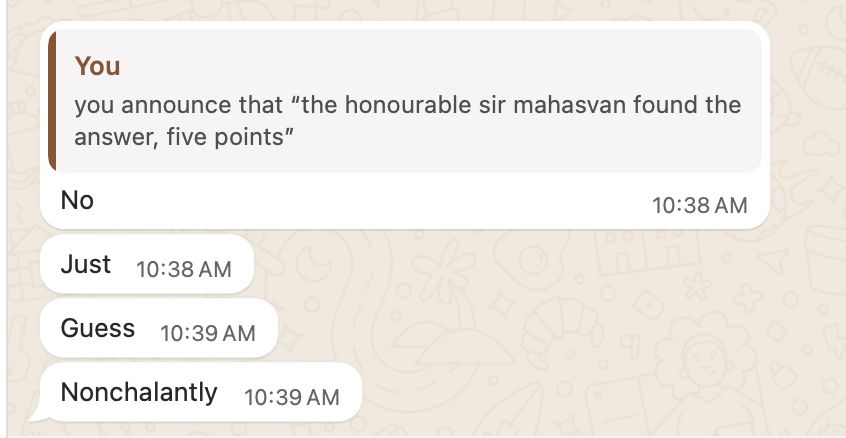 You
you announce that “the honourable sir mahasvan found the
answer, five points”
No
10:38 AM
Just 10:38 AM
Guess 10:39 AM
Nonchalantly 10:39 AM